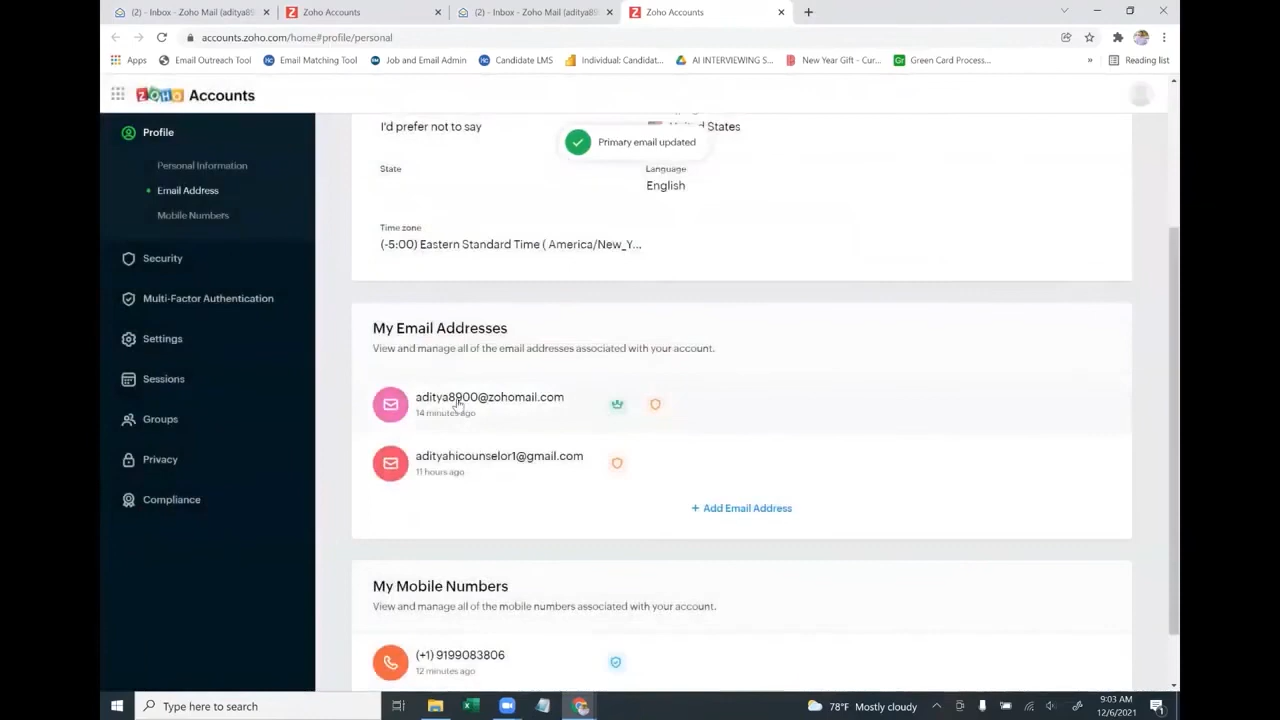 (2) - Inbox - Zoho Mail (aditya89
Zoho Accounts
(2) - Inbox - Zoho Mail (aditya8
Zoho Accounts
accounts.zoho.com/home#profile/personal
Apps
Email Outreach Tool
Email Matching Tool
Job and Email Admin
Candidate LMS
Individual: Candidat...
AI INTERVIEWING S...
New Year Gift - Cur...
Green Card Process...
»
Reading list
ZOHO Accounts
Profile
Personal Information
Email Address
Mobile Numbers
Security
Multi-Factor Authentication
Settings
Sessions
Groups
Privacy
Compliance
I'd prefer not to say
United States
Primary email updated
State
Language
English
Time zone
(-5:00) Eastern Standard Time ( America/New_Y...
My Email Addresses
View and manage all of the email addresses associated with your account.
aditya8900@zohomail.com
14 minutes ago
adityahicounselor1@gmail.com
11 hours ago
+ Add Email Address
My Mobile Numbers
View and manage all of the mobile numbers associated with your account.
(+1) 9199083806
12 minutes ago
Type here to search
78°F Mostly cloudy
9:03 AM
12/6/2021